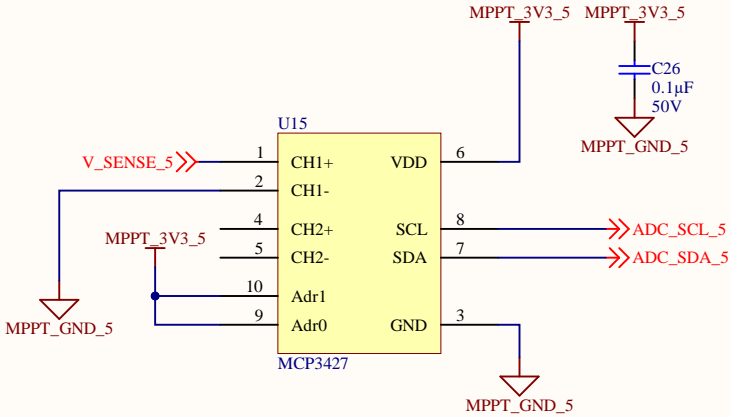 MPPT_3V3_5
MPPT_3V3_5
C26
0.1µF
50V
MPPT_GND_5
U15
V_SENSE_5
1
CH1+
VDD
6
2
CH1-
4
CH2+
SCL
8
ADC_SCL_5
MPPT_3V3_5
5
CH2-
SDA
7
ADC_SDA_5
10
Adr1
9
Adr0
GND
3
MPPT_GND_5
MCP3427
MPPT_GND_5